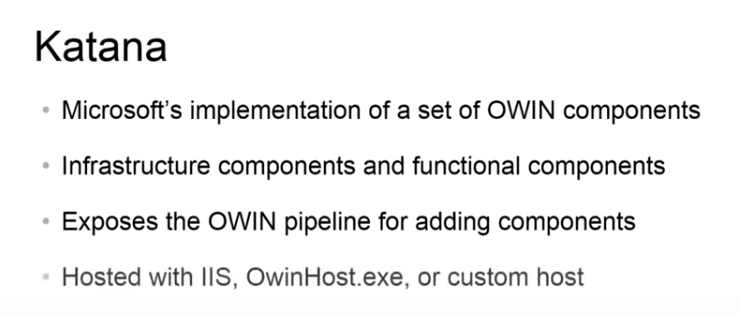 Katana
Microsoft’s implementation of a set of OWIN components
Infrastructure components and functional components
Exposes the OWIN pipeline for adding components
Hosted with IIS, OwinHost.exe, or custom host